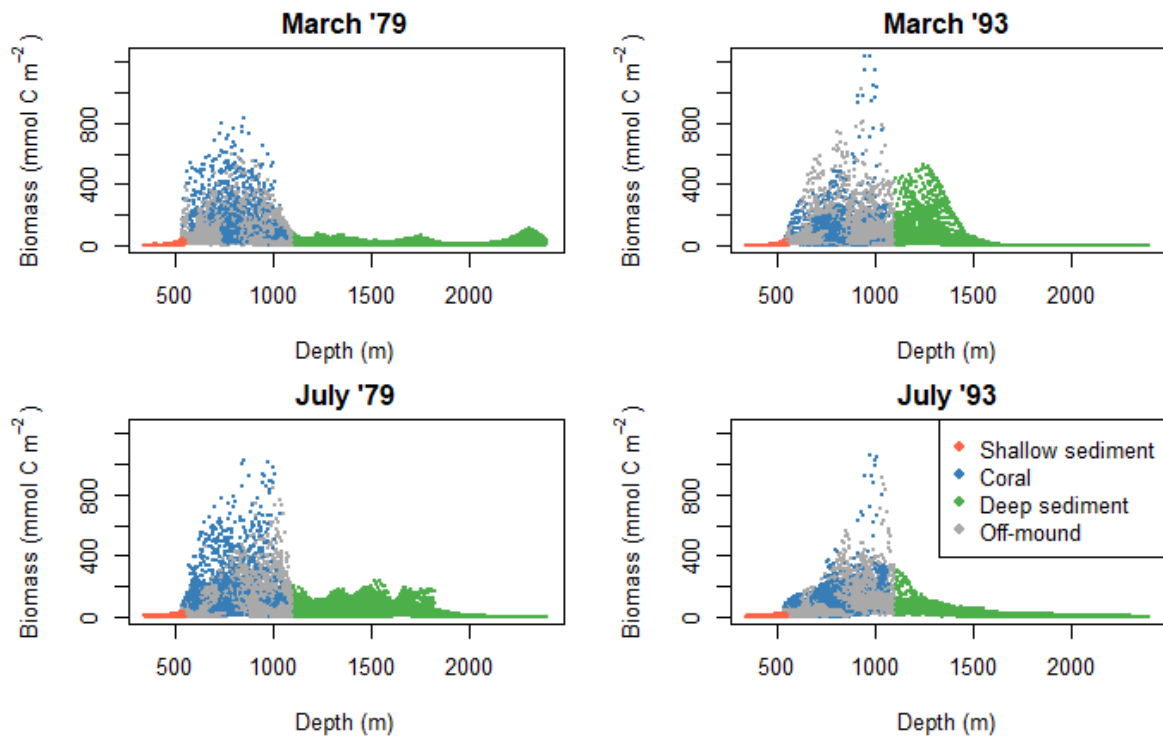 March '79
March '93
Biomass (mmol C m⁻²)
0 400 800
500 1000 1500 2000
Depth (m)
Biomass (mmol C m⁻²)
0 400 800
500 1000 1500 2000
Depth (m)
July '79
July '93
Biomass (mmol C m⁻²)
0 400 800
500 1000 1500 2000
Depth (m)
Biomass (mmol C m⁻²)
0 400 800
Shallow sediment
Coral
Deep sediment
Off-mound
500 1000 1500 2000
Depth (m)